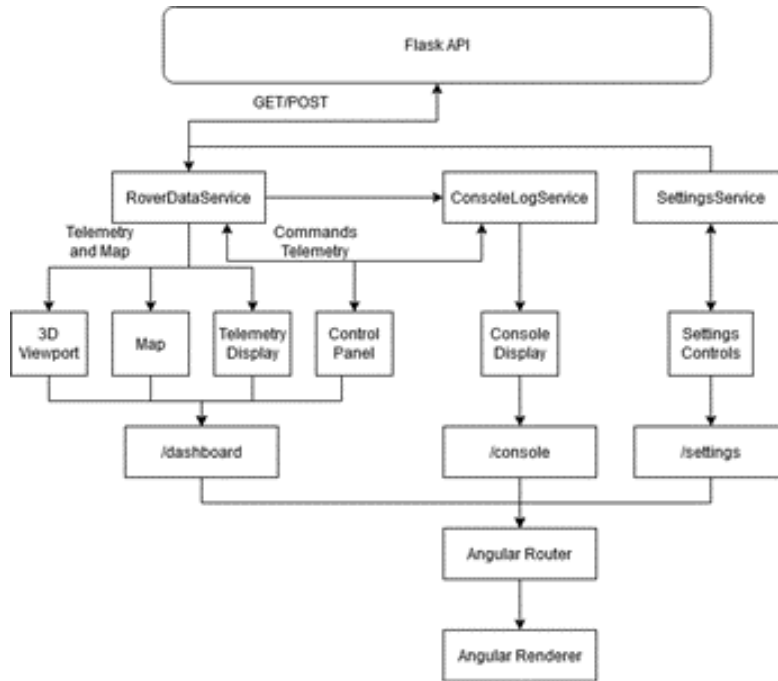 Flask API
GET/POST
RoverDataService
ConsoleLogService
SettingsService
Telemetry
and Map
Commands
Telemetry
3D
Viewport
Map
Telemetry
Display
Control
Panel
Console
Display
Settings
Controls
/dashboard
/console
/settings
Angular Router
Angular Renderer